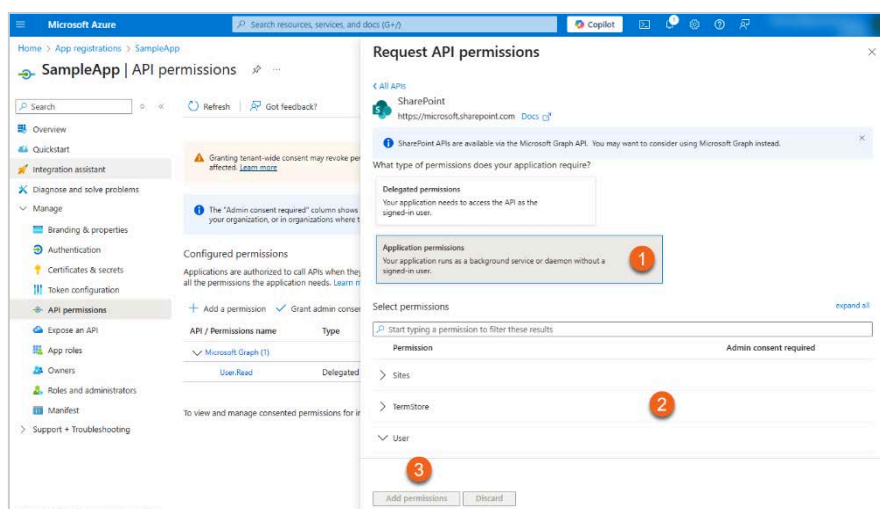 Microsoft Azure
Search resources, services, and docs (G+/)
Copilot
Home > App registrations > SampleApp
SampleApp | API permissions
Search
Refresh
Got feedback?
Overview
Quickstart
Integration assistant
Diagnose and solve problems
Manage
Branding & properties
Authentication
Certificates & secrets
Token configuration
API permissions
Expose an API
App roles
Owners
Roles and administrators
Manifest
Support + Troubleshooting
Granting tenant-wide consent may revoke per
affected. Learn more
The "Admin consent required" column shows
your organization, or in organizations where t
Configured permissions
Applications are authorized to call APIs when they
all the permissions the application needs. Learn m
Add a permission
Grant admin conser
API / Permissions name
Type
Microsoft Graph (1)
User.Read
Delegated
To view and manage consented permissions for ir
Request API permissions
< All APIs
SharePoint
https://microsoft.sharepoint.com Docs
SharePoint APIs are available via the Microsoft Graph API. You may want to consider using Microsoft Graph instead.
What type of permissions does your application require?
Delegated permissions
Your application needs to access the API as the
signed-in user.
Application permissions
Your application runs as a background service or daemon without a
signed-in user.
1
Select permissions
expand all
Start typing a permission to filter these results
Permission
Admin consent required
Sites
TermStore
2
User
3
Add permissions
Discard